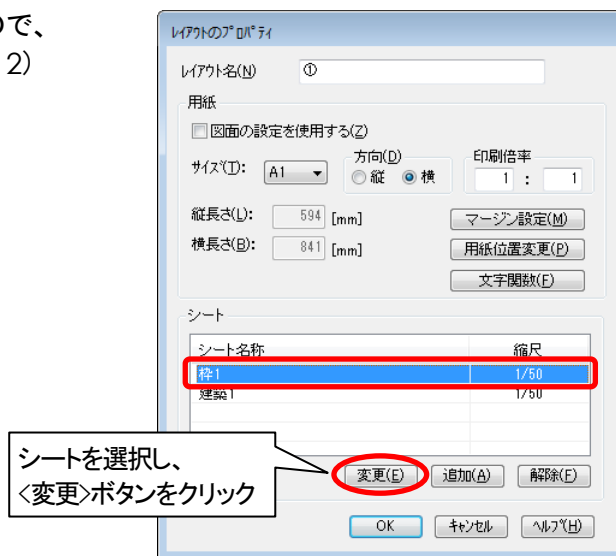 ので、
2)
ﾚｲｱｳﾄのﾌﾟﾛﾊﾟﾃｨ
ﾚｲｱｳﾄ名(N) ①
用紙
図面の設定を使用する(Z)
ｻｲｽﾞ(T): A1 方向(D) 縦 横 印刷倍率 1 : 1
縦長さ(L): 594 [mm] マージン設定(M)
横長さ(B): 841 [mm] 用紙位置変更(P)
文字関数(F)
シート
シート名称 縮尺
枠1 1/50
建築1 1/50
シートを選択し、
<変更>ボタンをクリック
変更(E) 追加(A) 解除(F)
OK ｷｬﾝｾﾙ ﾍﾙﾌﾟ(H)